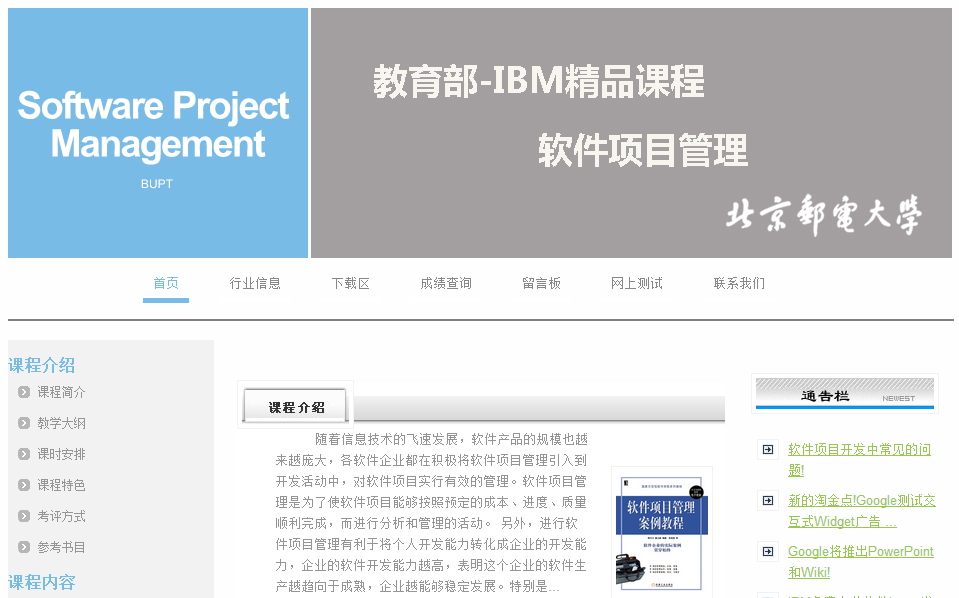 Software Project
Management
BUPT
教育部-IBM精品课程
软件项目管理
北京郵電大學
首页
行业信息
下载区
成绩查询
留言板
网上测试
联系我们
课程介绍
课程简介
教学大纲
课时安排
课程特色
考评方式
参考书目
课程内容
课程介绍
随着信息技术的飞速发展，软件产品的规模也越
来越庞大，各软件企业都在积极将软件项目管理引入到
开发活动中，对软件项目实行有效的管理。软件项目管
理是为了使软件项目能够按照预定的成本、进度、质量
顺利完成，而进行分析和管理的活动。 另外，进行软
件项目管理有利于将个人开发能力转化成企业的开发能
力，企业的软件开发能力越高，表明这个企业的软件生
产越趋向于成熟，企业越能够稳定发展。特别是...
软件项目管理
案例教程
通告栏
NEWEST
软件项目开发中常见的问
题!
新的淘金点!Google测试交
互式Widget广告 ...
Google将推出PowerPoint
和Wiki!